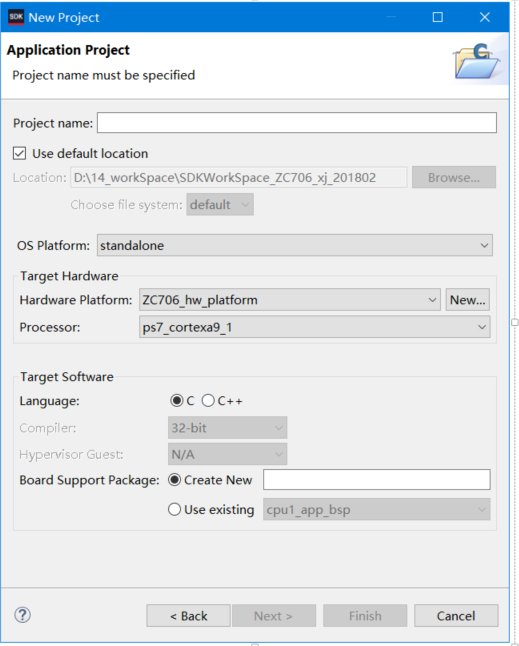 SDK New Project
Application Project
Project name must be specified
C
Project name:
Use default location
Location: D:\14_workSpace\SDKWorkSpace_ZC706_xj_201802 Browse...
Choose file system: default
OS Platform: standalone
Target Hardware
Hardware Platform: ZC706_hw_platform New...
Processor: ps7_cortexa9_1
Target Software
Language: C C++
Compiler: 32-bit
Hypervisor Guest: N/A
Board Support Package: Create New
Use existing cpu1_app_bsp
? < Back Next > Finish Cancel